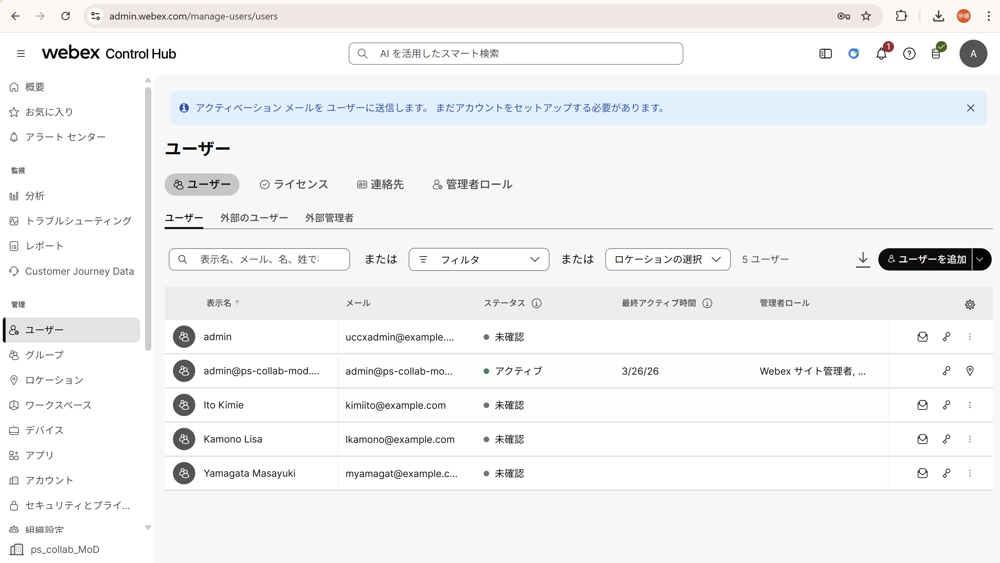 admin.webex.com/manage-users/users
伊藤
webex Control Hub
AI を活用したスマート検索
1
A
概要
お気に入り
アラート センター
監視
分析
トラブルシューティング
レポート
Customer Journey Data
管理
ユーザー
グループ
ロケーション
ワークスペース
デバイス
アプリ
アカウント
セキュリティとプライ...
組織設定
ps_collab_MoD
アクティベーション メールを ユーザーに送信します。 まだアカウントをセットアップする必要があります。
ユーザー
ユーザー ライセンス 連絡先 管理者ロール
ユーザー 外部のユーザー 外部管理者
表示名、メール、名、姓で または フィルタ または ロケーションの選択 5 ユーザー ユーザーを追加
表示名 ↑ メール ステータス 最終アクティブ時間 管理者ロール
admin uccxadmin@example.... 未確認
admin@ps-collab-mod.... admin@ps-collab-mo... アクティブ 3/26/26 Webex サイト管理者, ...
Ito Kimie kimiito@example.com 未確認
Kamono Lisa lkamono@example.com 未確認
Yamagata Masayuki myamagat@example.c... 未確認